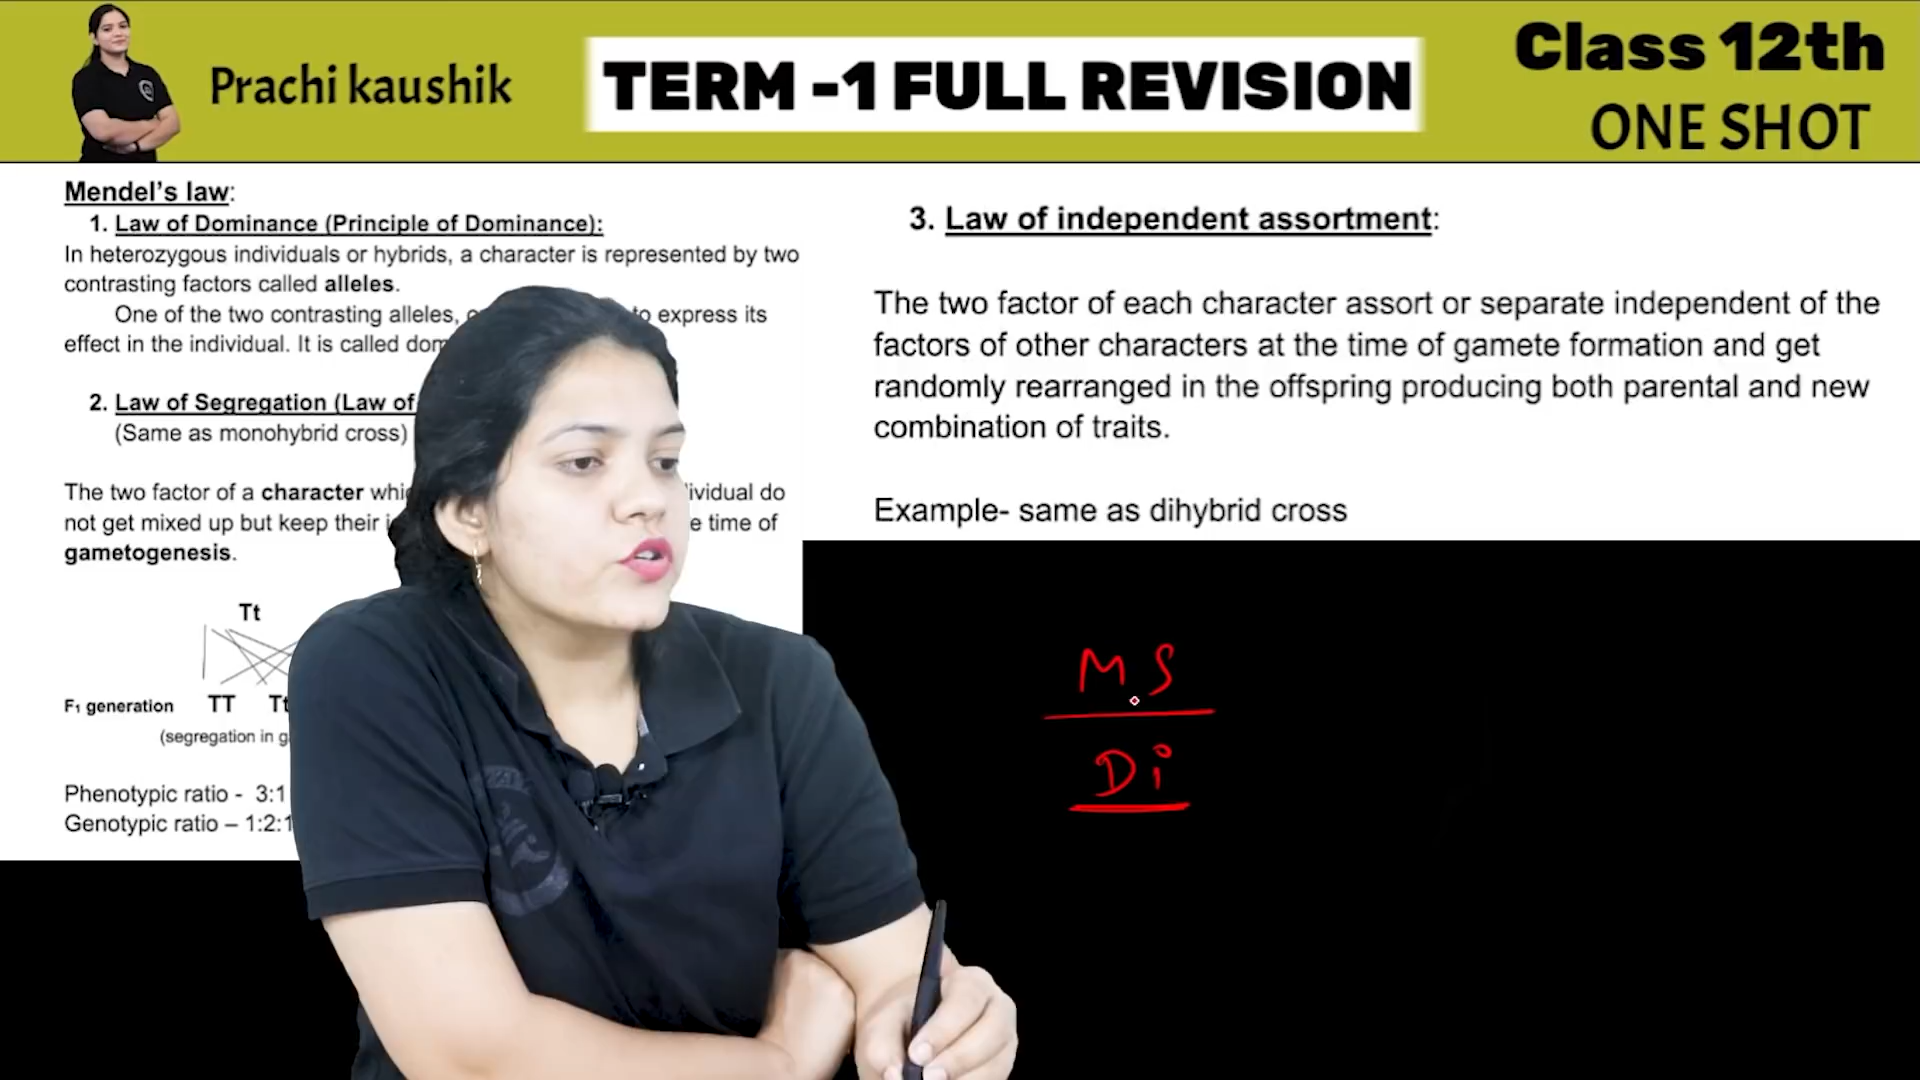 Prachi kaushik
TERM -1 FULL REVISION
Class 12th
ONE SHOT
Mendel's law:
1. Law of Dominance (Principle of Dominance):
In heterozygous individuals or hybrids, a character is represented by two
contrasting factors called alleles.
One of the two contrasting alleles, to express its
effect in the individual. It is called
2. Law of Segregation (Law of
(Same as monohybrid cross)
The two factor of a character do
not get mixed up but keep their time of
gametogenesis.
Tt
F₁ generation TT Tt
(segregation in
Phenotypic ratio - 3:1
Genotypic ratio – 1:2:1
3. Law of independent assortment:
The two factor of each character assort or separate independent of the
factors of other characters at the time of gamete formation and get
randomly rearranged in the offspring producing both parental and new
combination of traits.
Example- same as dihybrid cross
M S
Di